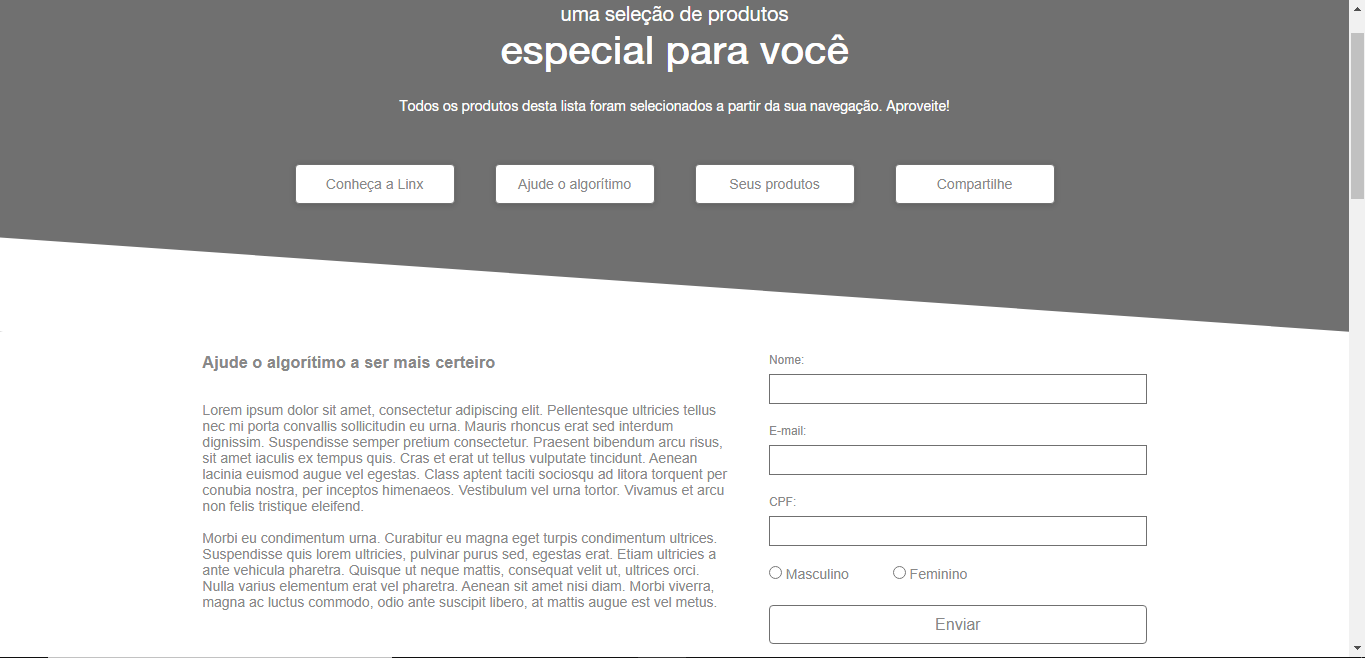 uma seleção de produtos
especial para você
Todos os produtos desta lista foram selecionados a partir da sua navegação. Aproveite!
Conheça a Linx
Ajude o algorítimo
Seus produtos
Compartilhe
Ajude o algorítimo a ser mais certeiro
Lorem ipsum dolor sit amet, consectetur adipiscing elit. Pellentesque ultricies tellus
nec mi porta convallis sollicitudin eu urna. Mauris rhoncus erat sed interdum
dignissim. Suspendisse semper pretium consectetur. Praesent bibendum arcu risus,
sit amet iaculis ex tempus quis. Cras et erat ut tellus vulputate tincidunt. Aenean
lacinia euismod augue vel egestas. Class aptent taciti sociosqu ad litora torquent per
conubia nostra, per inceptos himenaeos. Vestibulum vel urna tortor. Vivamus et arcu
non felis tristique eleifend.
Morbi eu condimentum urna. Curabitur eu magna eget turpis condimentum ultrices.
Suspendisse quis lorem ultricies, pulvinar purus sed, egestas erat. Etiam ultricies a
ante vehicula pharetra. Quisque ut neque mattis, consequat velit ut, ultrices orci.
Nulla varius elementum erat vel pharetra. Aenean sit amet nisi diam. Morbi viverra,
magna ac luctus commodo, odio ante suscipit libero, at mattis augue est vel metus.
Nome:
E-mail:
CPF:
Masculino
Feminino
Enviar